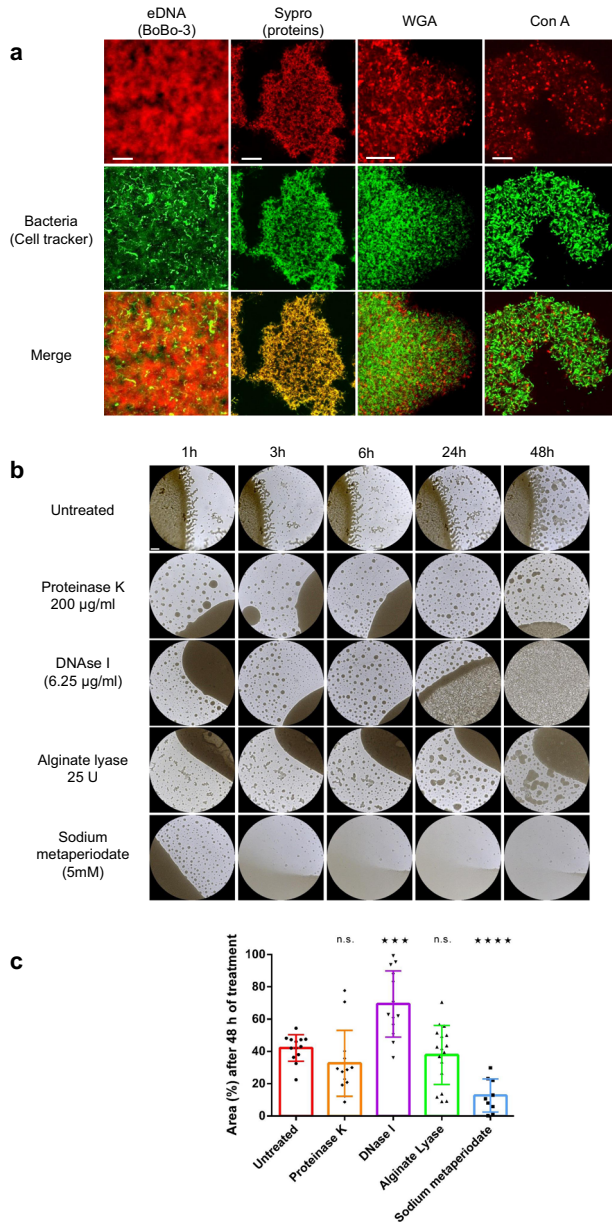 eDNA
(BoBo-3)
Sypro
(proteins)
WGA
Con A
a
Bacteria
(Cell tracker)
Merge
b
1h
3h
6h
24h
48h
Untreated
Proteinase K
200 µg/ml
DNAse I
(6.25 µg/ml)
Alginate lyase
25 U
Sodium
metaperiodate
(5mM)
c
n.s.
★★★
n.s.
★★★★
Area (%) after 48 h of treatment
100
80
60
40
20
0
Untreated
Proteinase K
DNase I
Alginate Lyase
Sodium metaperiodate